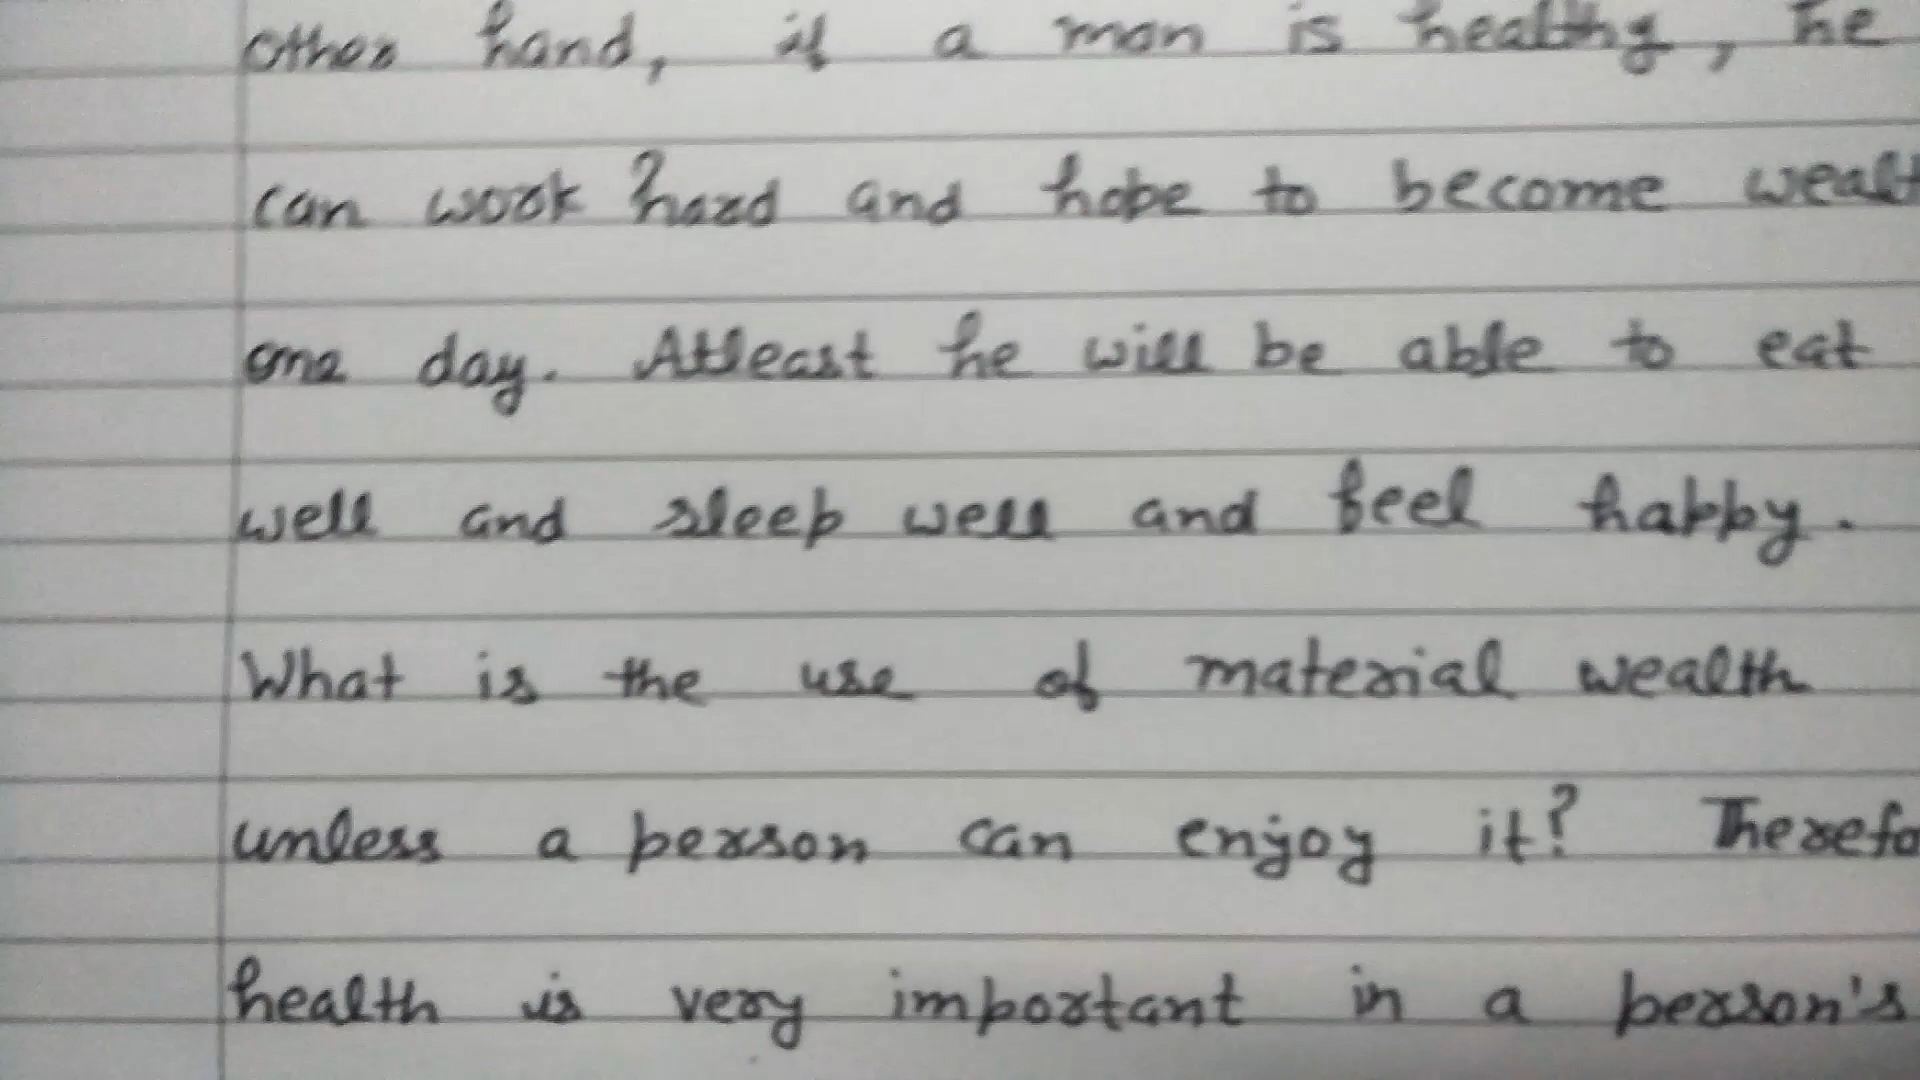 other hand, if a man is healthy, he
can work hard and hope to become wealt
one day. Atleast he will be able to eat
well and sleep well and feel happy.
What is the use of material wealth
unless a person can enjoy it? Therefo
health is very important in a person's